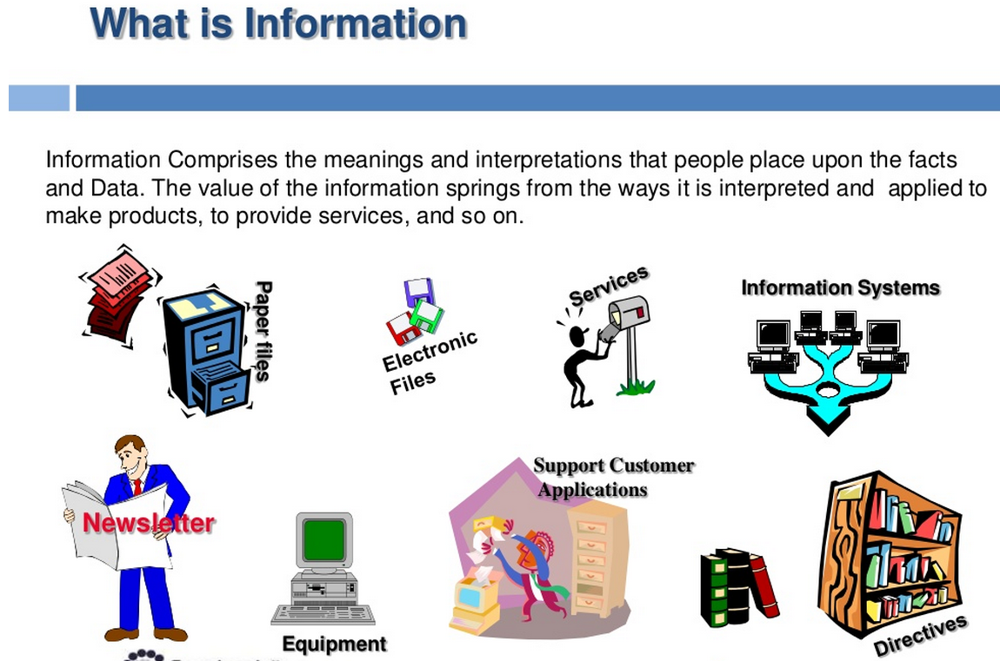 What is Information
Information Comprises the meanings and interpretations that people place upon the facts
and Data. The value of the information springs from the ways it is interpreted and  applied to
make products, to provide services, and so on.
Paper files
Electronic
Files
Services
Information Systems
Newsletter
Equipment
Support Customer
Applications
Directives